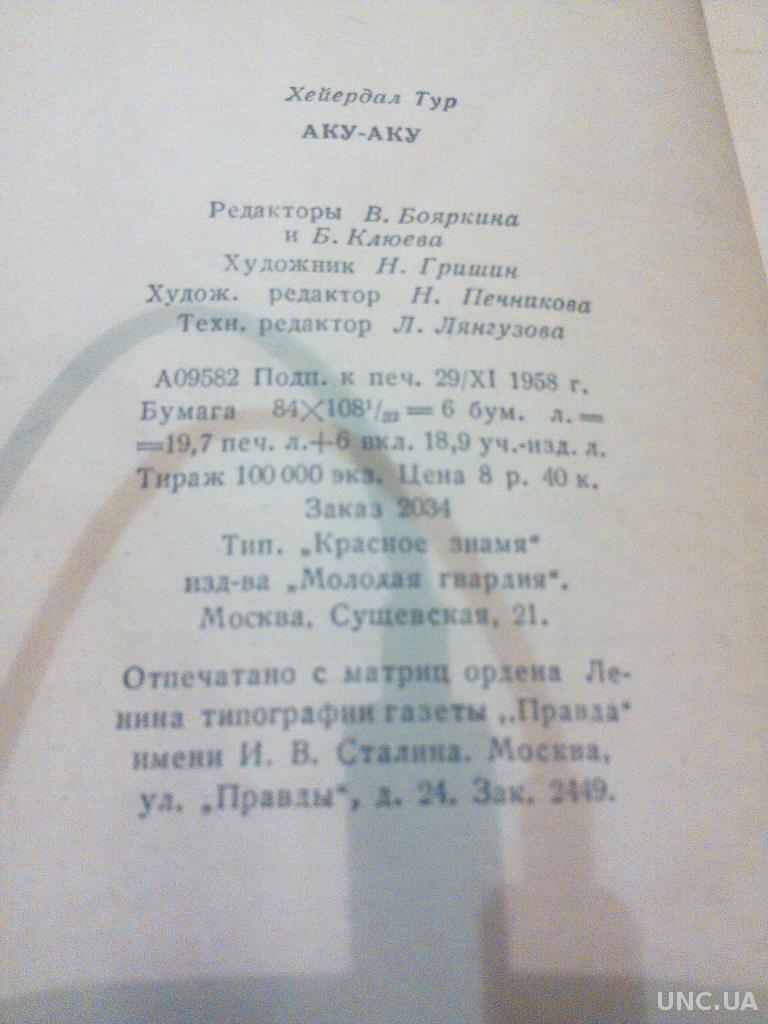 Хейердал Тур
АКУ-АКУ
Редакторы В. Бояркина
и Б. Клюева
Художник Н. Гришин
Худож. редактор Н. Печникова
Техн. редактор Л. Лянгузова
А09582 Подп. к печ. 29/XI 1958 г.
Бумага 84×108¹/₃₂ = 6 бум. л. =
=19,7 печ. л.+6 вкл. 18,9 уч.-изд. л.
Тираж 100 000 экз. Цена 8 р. 40 к.
Заказ 2034
Тип. „Красное знамя“
изд-ва „Молодая гвардия“.
Москва, Сущевская, 21.
Отпечатано с матриц ордена Ле-
нина типографии газеты „Правда“
имени И. В. Сталина. Москва,
ул. „Правды“, д. 24. Зак. 2449.
UNC.UA